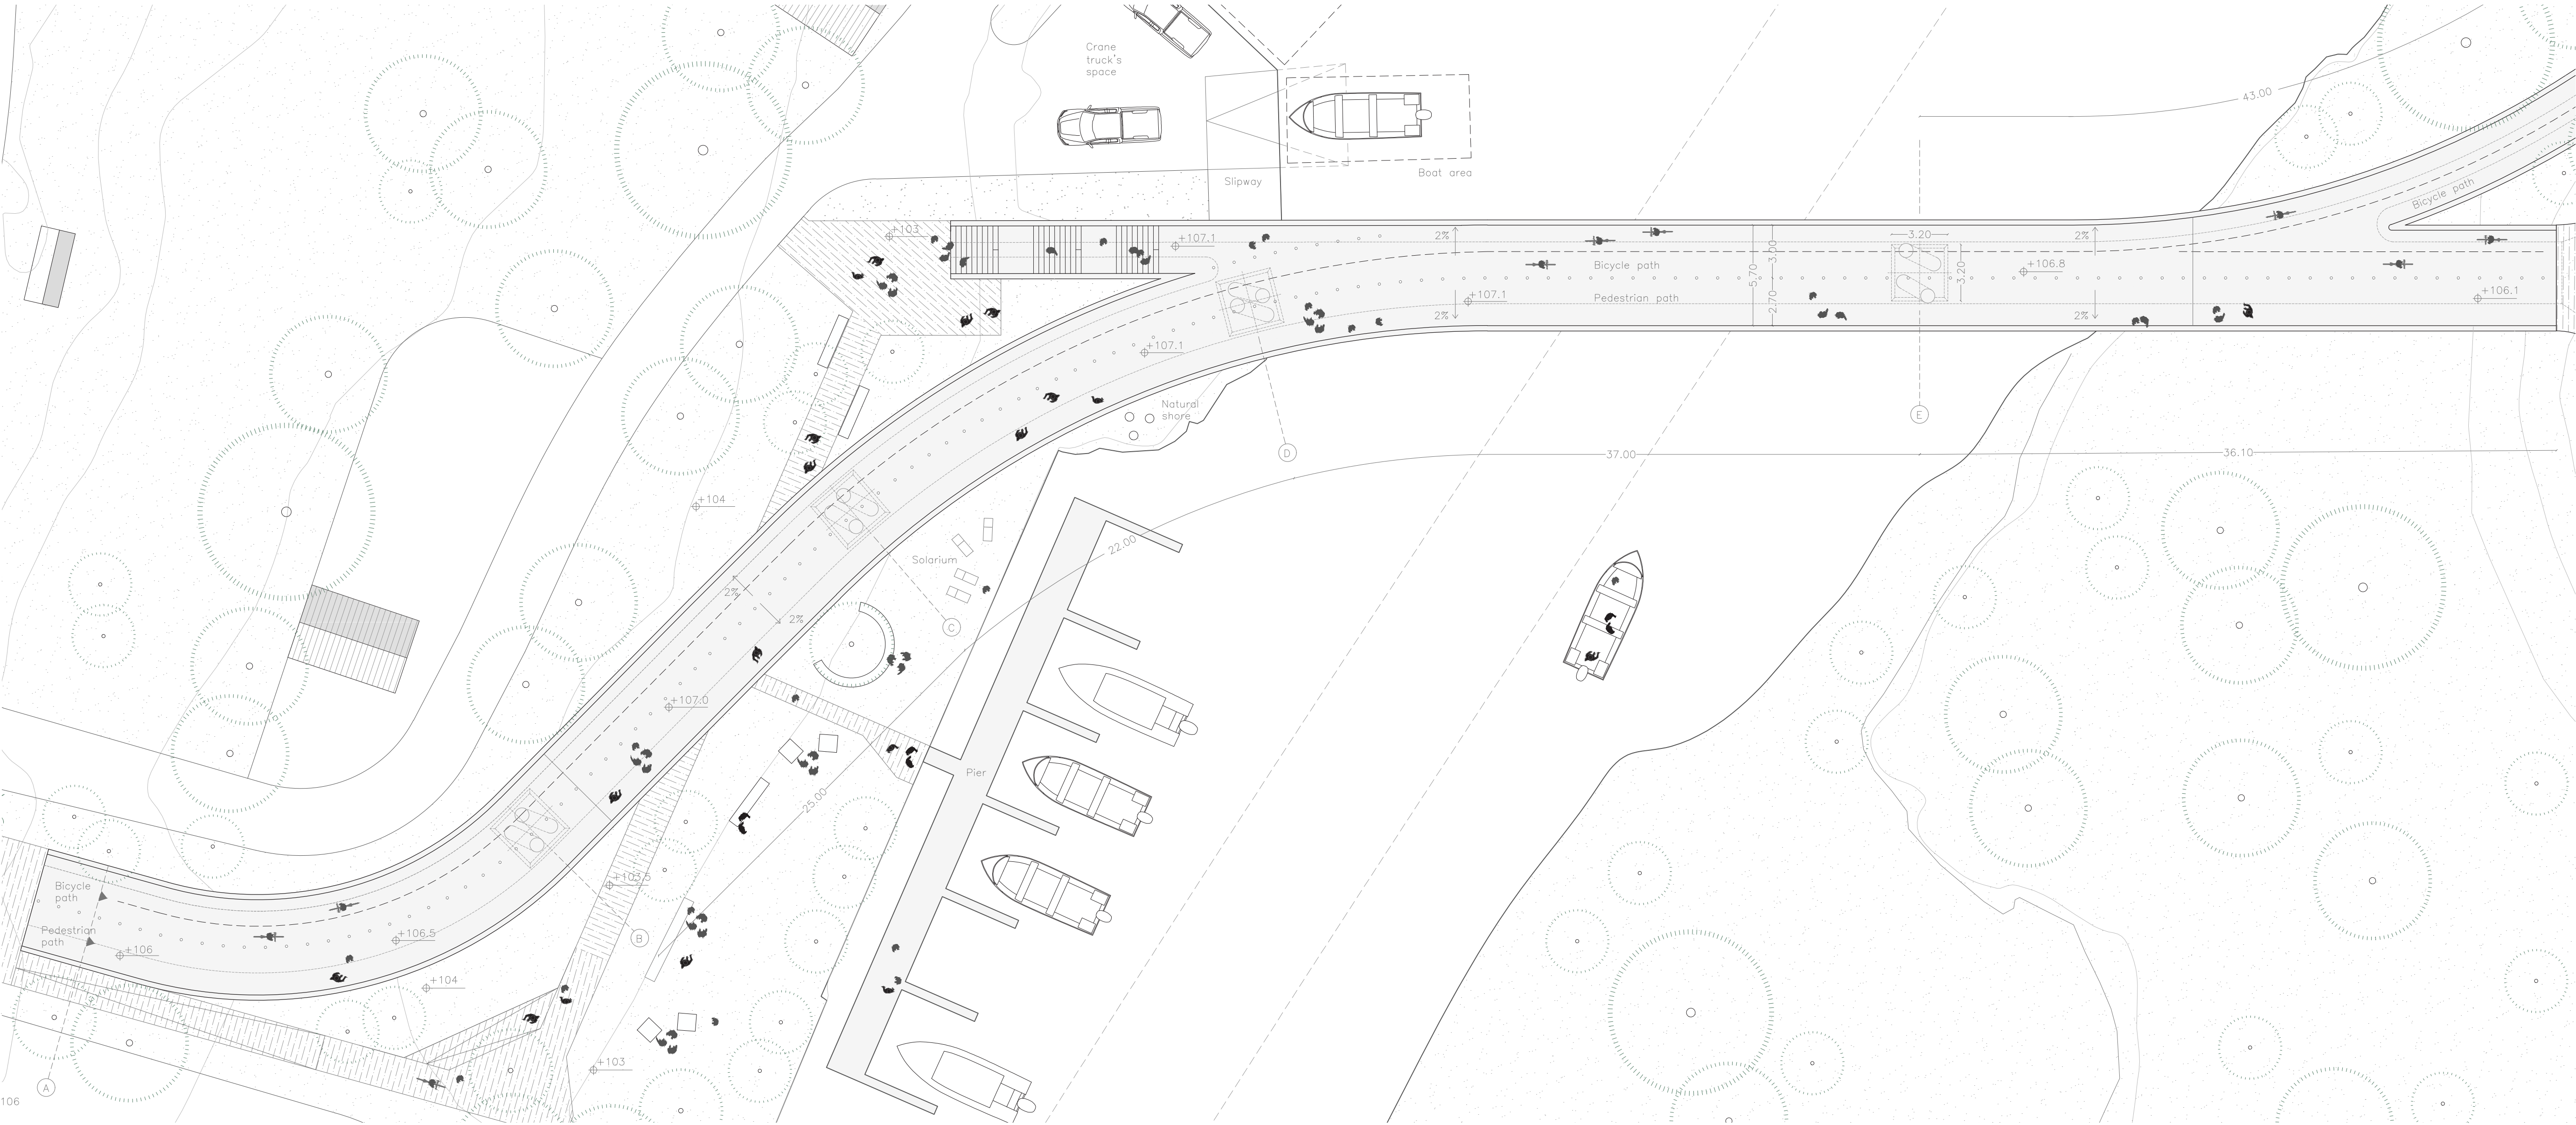 Crane
truck's
space
43.00
Slipway
Boat area
Bicycle path
+103
+107.1
2%
3.00
3.20
2%
Bicycle path
5.70
3.20
+106.8
Pedestrian path
+107.1
2.70
+106.1
2%
2%
+107.1
Natural
shore
E
D
37.00
36.10
+104
22.00
Solarium
2%
2%
C
+107.0
Pier
25.00
+103.5
Bicycle
path
Pedestrian
path
+106
+106.5
B
+104
+103
A
106